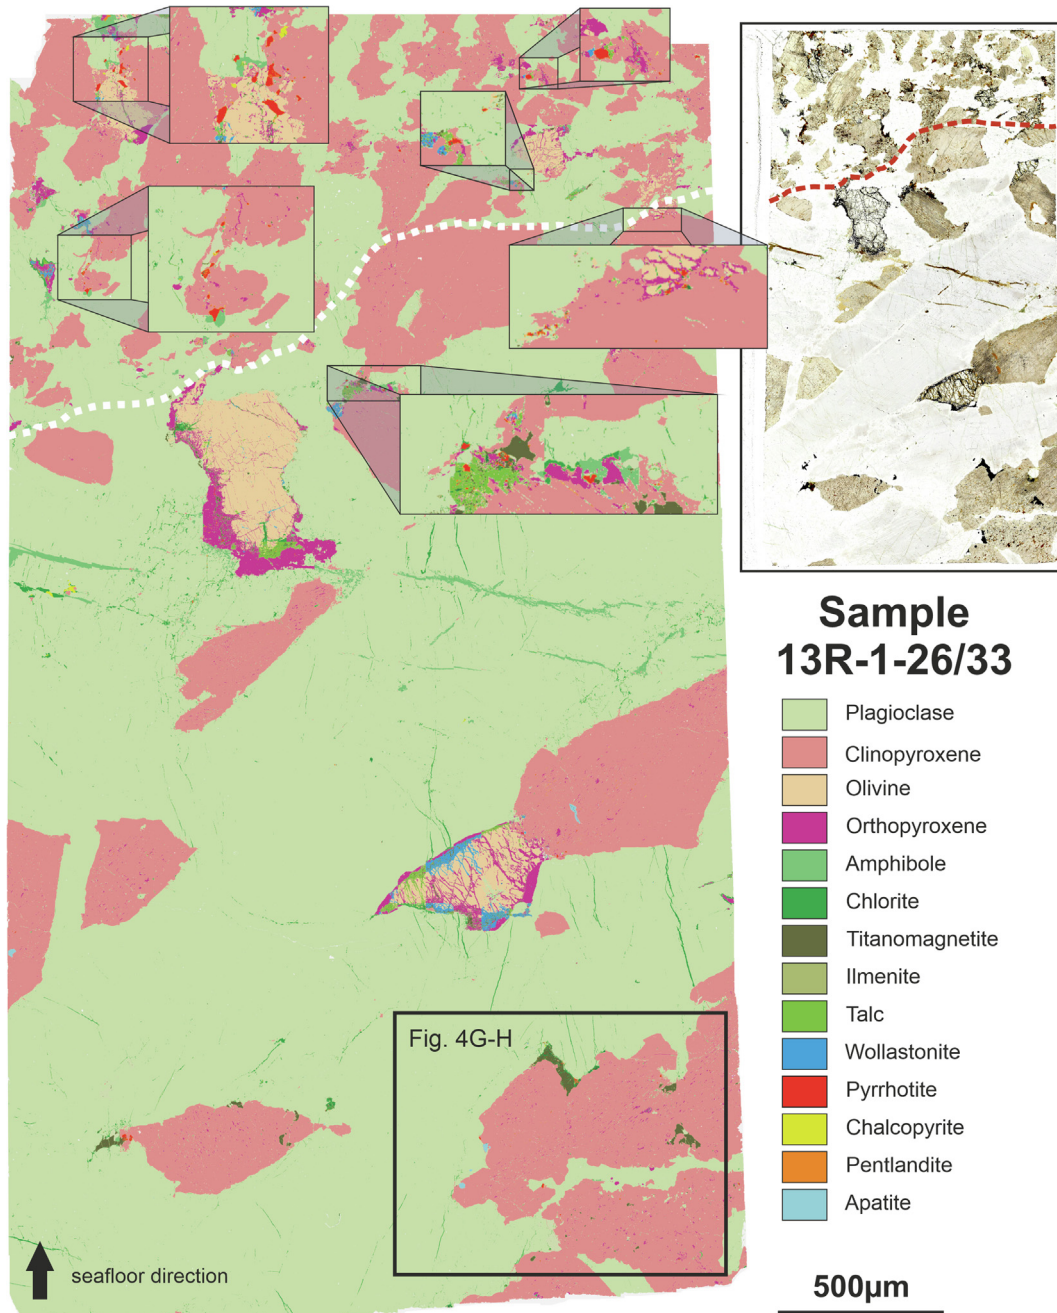 Sample
13R-1-26/33
Plagioclase
Clinopyroxene
Olivine
Orthopyroxene
Amphibole
Chlorite
Titanomagnetite
Ilmenite
Talc
Wollastonite
Pyrrhotite
Chalcopyrite
Pentlandite
Apatite
Fig. 4G-H
seafloor direction
500µm